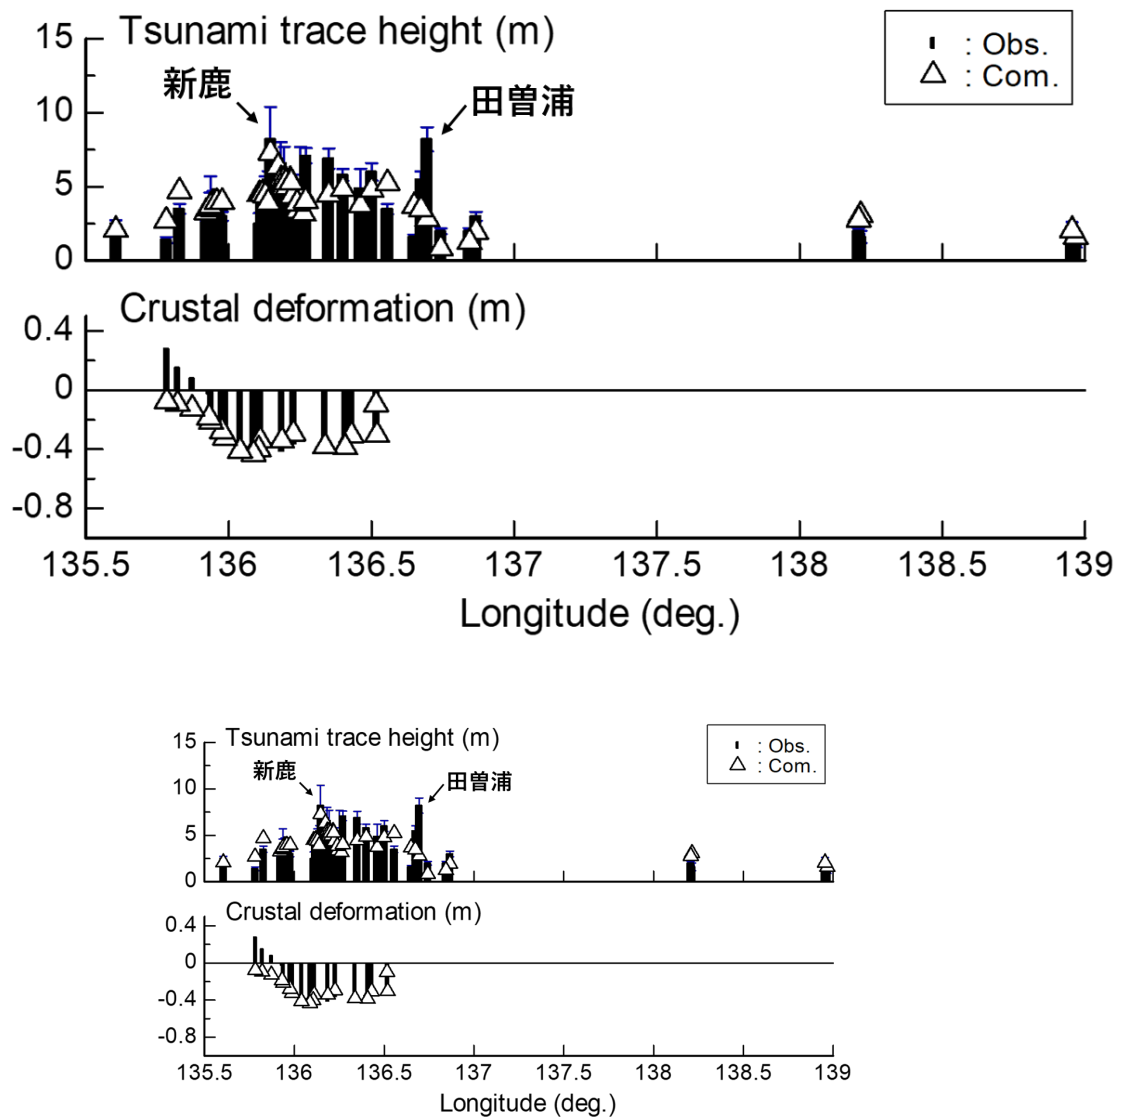 Tsunami trace height (m)
15
10
5
0
新鹿
田曽浦
: Obs.
: Com.
Crustal deformation (m)
0.4
0
-0.4
-0.8
135.5 136 136.5 137 137.5 138 138.5 139
Longitude (deg.)
Tsunami trace height (m)
15
10
5
0
新鹿
田曽浦
: Obs.
: Com.
Crustal deformation (m)
0.4
0
-0.4
-0.8
135.5 136 136.5 137 137.5 138 138.5 139
Longitude (deg.)